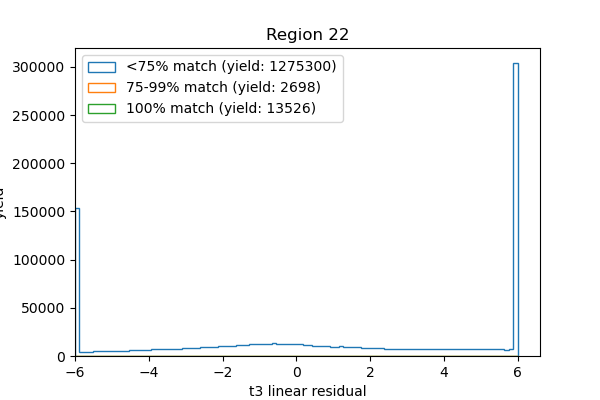 Region 22
<75% match (yield: 1275300)
75-99% match (yield: 2698)
100% match (yield: 13526)
300000
250000
200000
150000
100000
50000
0
yield
−6
−4
−2
0
2
4
6
t3 linear residual